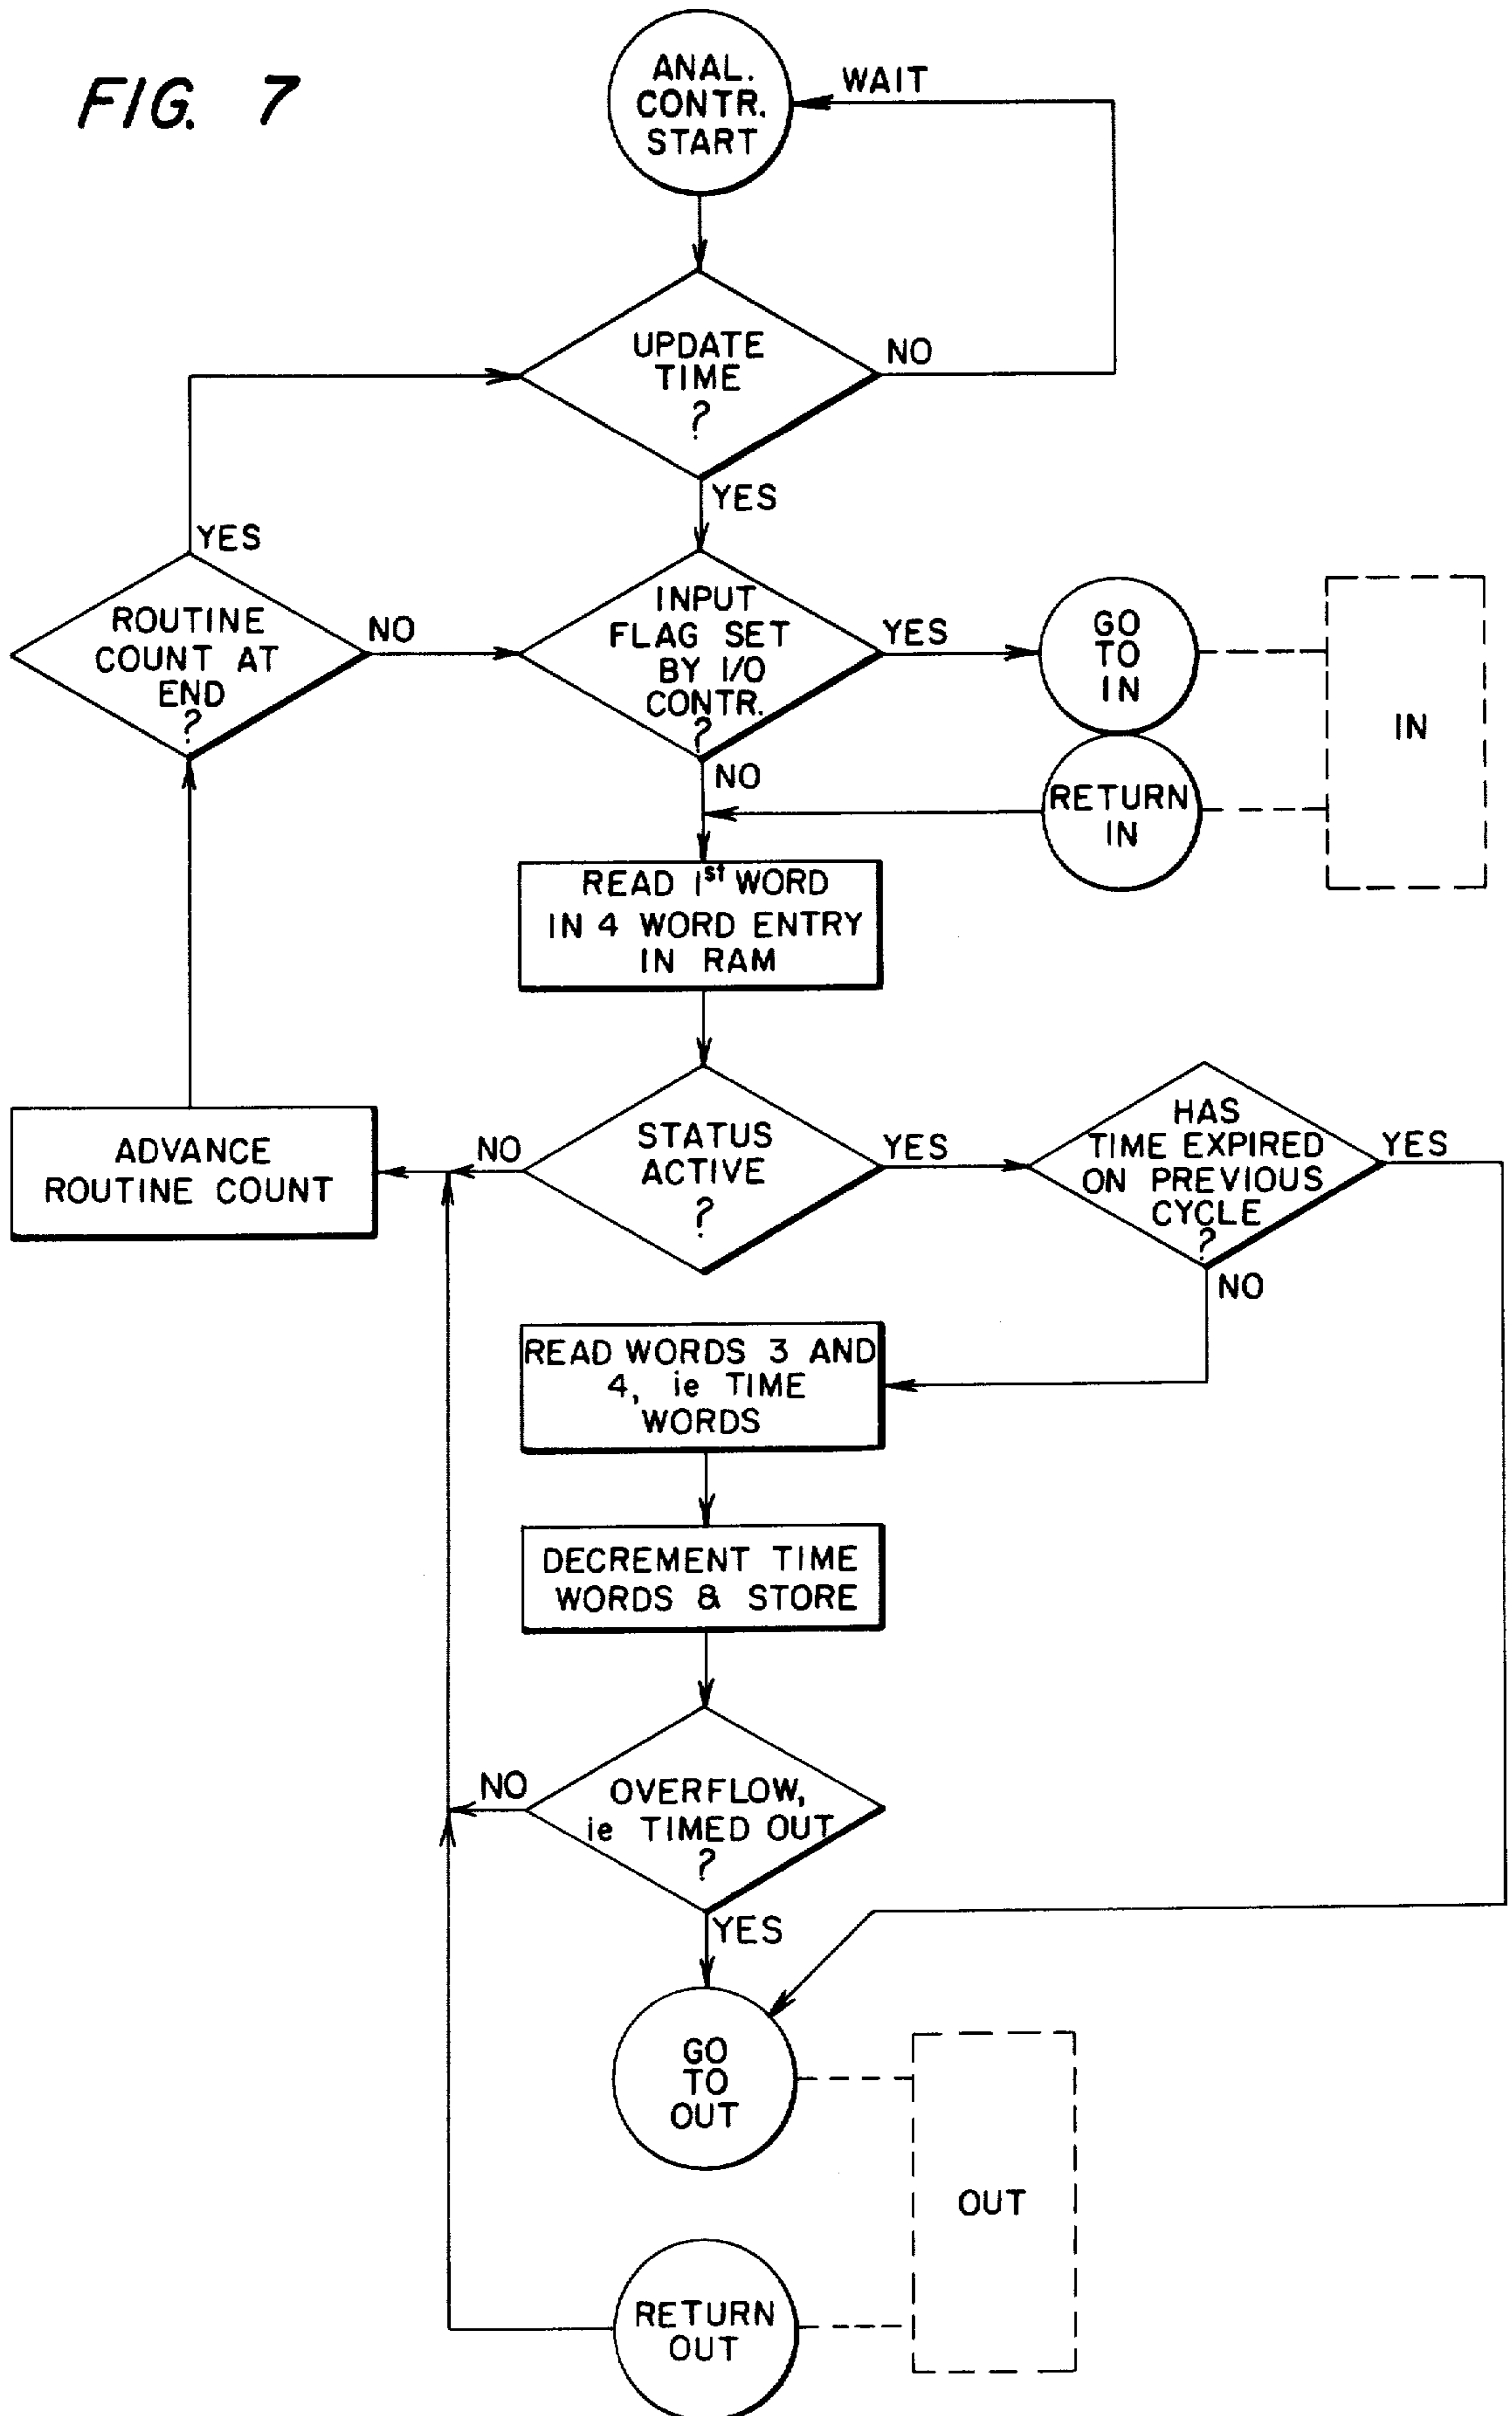 FIG. 7
ANAL.
CONTR.
START
WAIT
UPDATE
TIME
?
NO
YES
YES
ROUTINE
COUNT AT
END
?
NO
INPUT
FLAG SET
BY I/O
CONTR.
?
YES
GO
TO
IN
IN
NO
RETURN
IN
READ 1st WORD
IN 4 WORD ENTRY
IN RAM
ADVANCE
ROUTINE COUNT
NO
STATUS
ACTIVE
?
YES
HAS
TIME EXPIRED
ON PREVIOUS
CYCLE
?
YES
NO
READ WORDS 3 AND
4, ie TIME
WORDS
DECREMENT TIME
WORDS & STORE
NO
OVERFLOW,
ie TIMED OUT
?
YES
GO
TO
OUT
OUT
RETURN
OUT